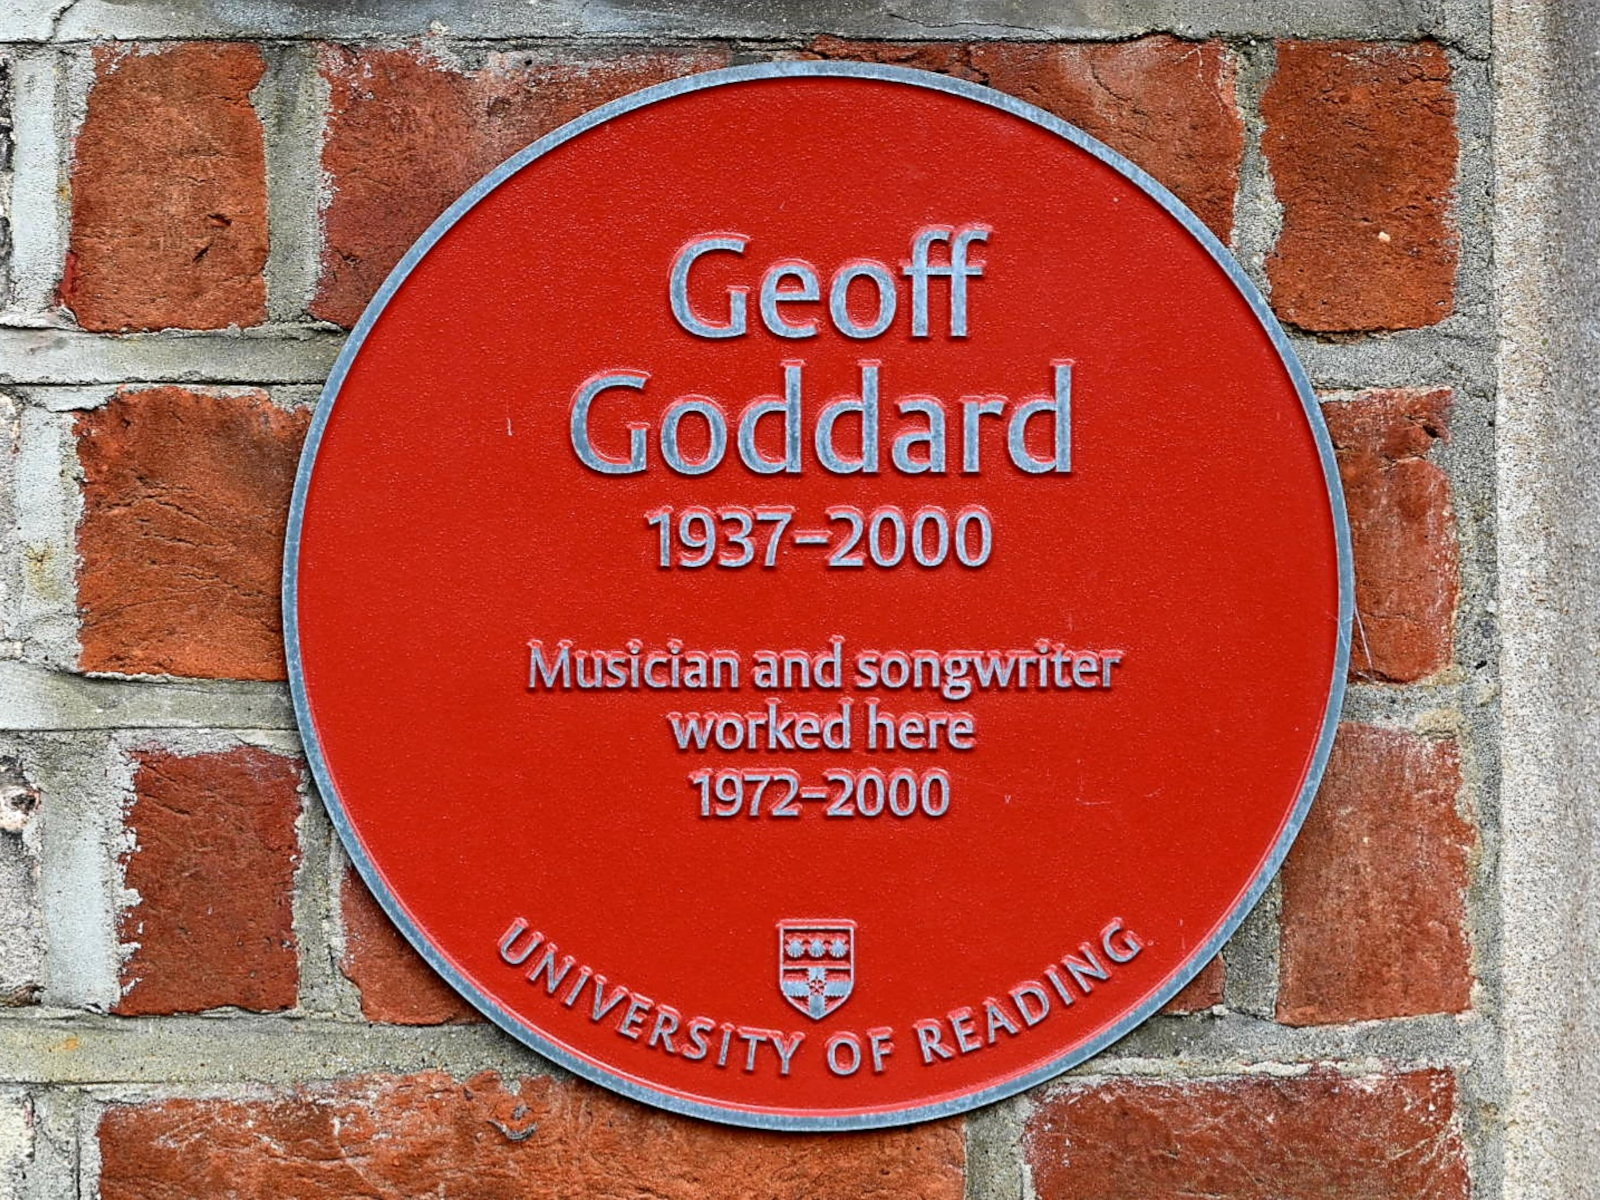 Geoff
Goddard
1937–2000
Musician and songwriter
worked here
1972–2000
UNIVERSITY OF READING